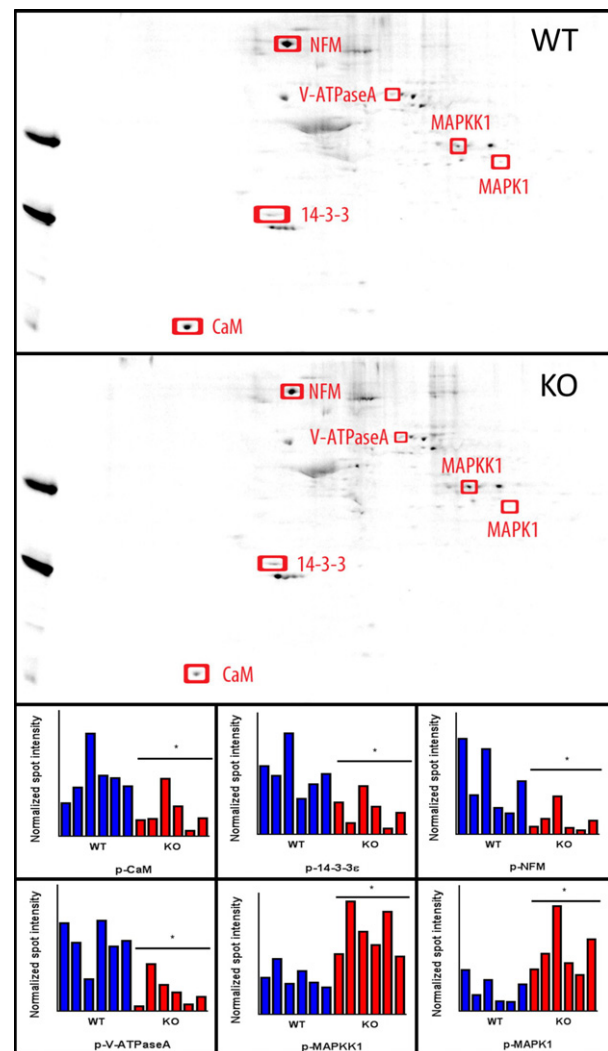 WT
NFM
V-ATPaseA
MAPKK1
MAPK1
14-3-3
CaM
KO
NFM
V-ATPaseA
MAPKK1
MAPK1
14-3-3
CaM
Normalized spot intensity
*
WT KO
p-CaM
Normalized spot intensity
*
WT KO
p-14-3-3ε
Normalized spot intensity
*
WT KO
p-NFM
Normalized spot intensity
*
WT KO
p-V-ATPaseA
Normalized spot intensity
*
WT KO
p-MAPKK1
Normalized spot intensity
*
WT KO
p-MAPK1